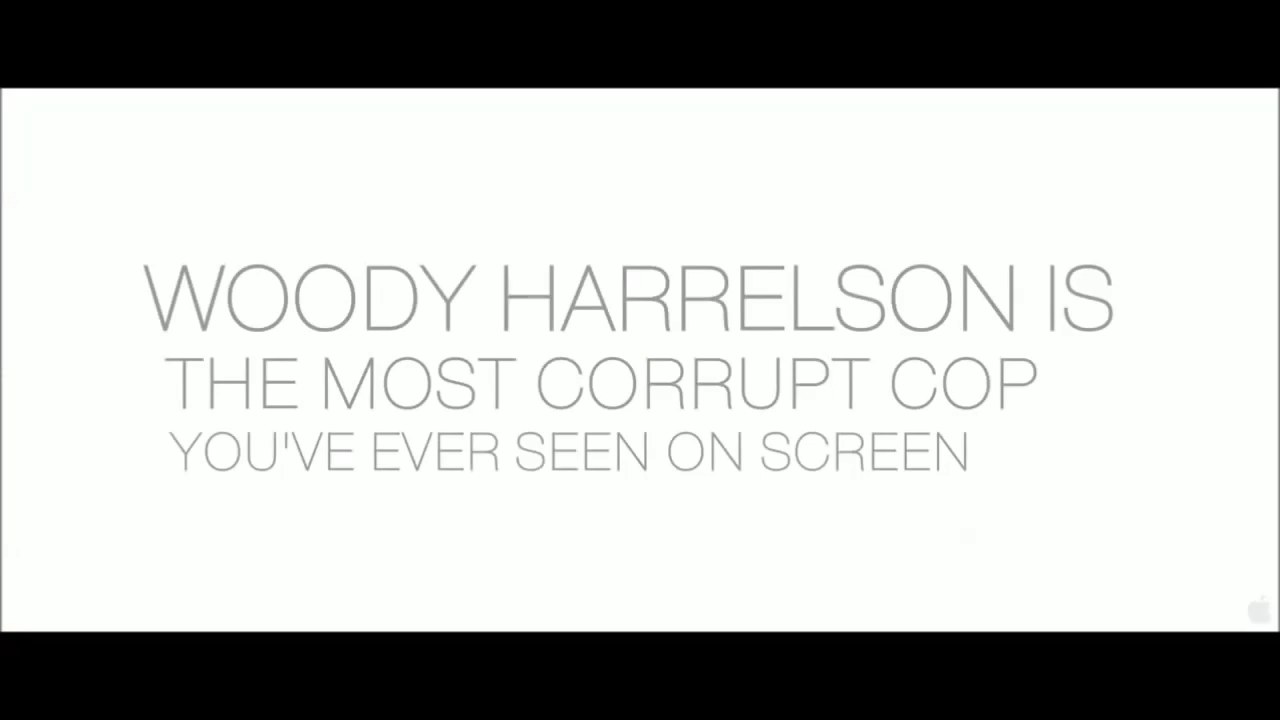 WOODY HARRELSON IS
THE MOST CORRUPT COP
YOU'VE EVER SEEN ON SCREEN